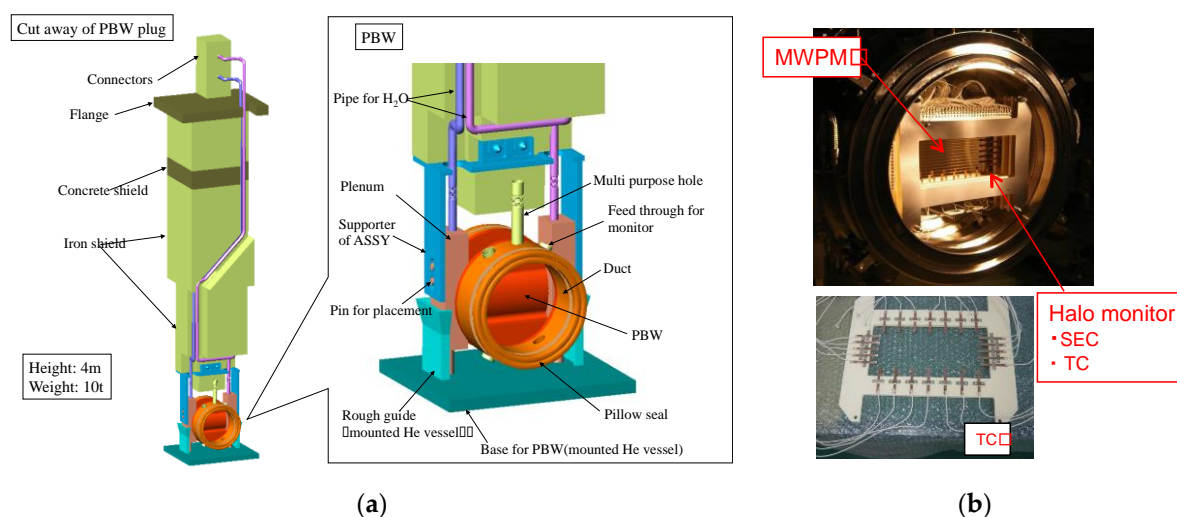 Cut away of PBW plug
Connectors
Flange
Concrete shield
Iron shield
Height: 4m
Weight: 10t
PBW
Pipe for H₂O
Plenum
Supporter
of ASSY
Pin for placement
Rough guide
▯mounted He vessel▯▯
Base for PBW(mounted He vessel)
Multi purpose hole
Feed through for
monitor
Duct
PBW
Pillow seal
MWPM▯
Halo monitor
・SEC
・TC
TC▯
(a)
(b)